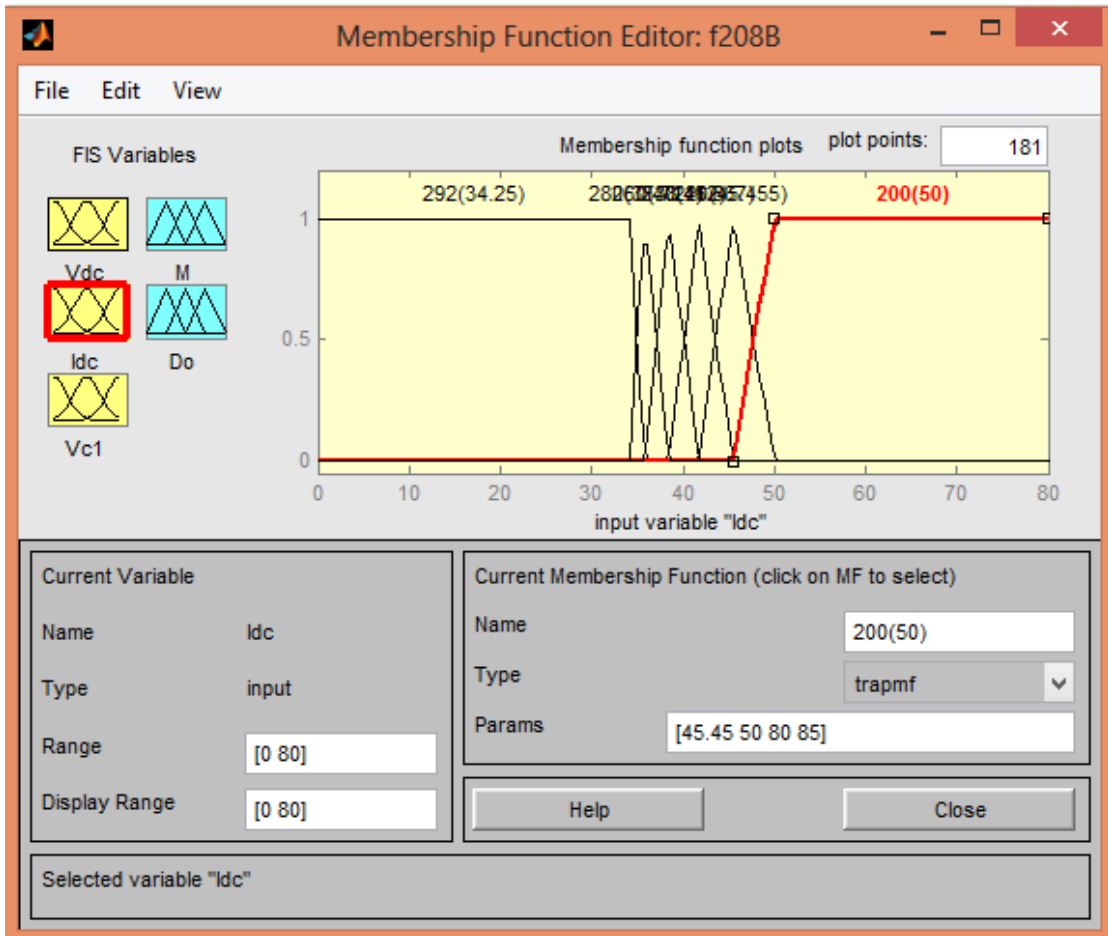 Membership Function Editor: f208B
File Edit View
FIS Variables
Membership function plots plot points: 181
Vdc M
Idc Do
Vc1
292(34.25)
200(50)
1
0.5
0
0 10 20 30 40 50 60 70 80
input variable "Idc"
Current Variable
Name Idc
Type input
Range [0 80]
Display Range [0 80]
Current Membership Function (click on MF to select)
Name 200(50)
Type trapmf
Params [45.45 50 80 85]
Help Close
Selected variable "Idc"